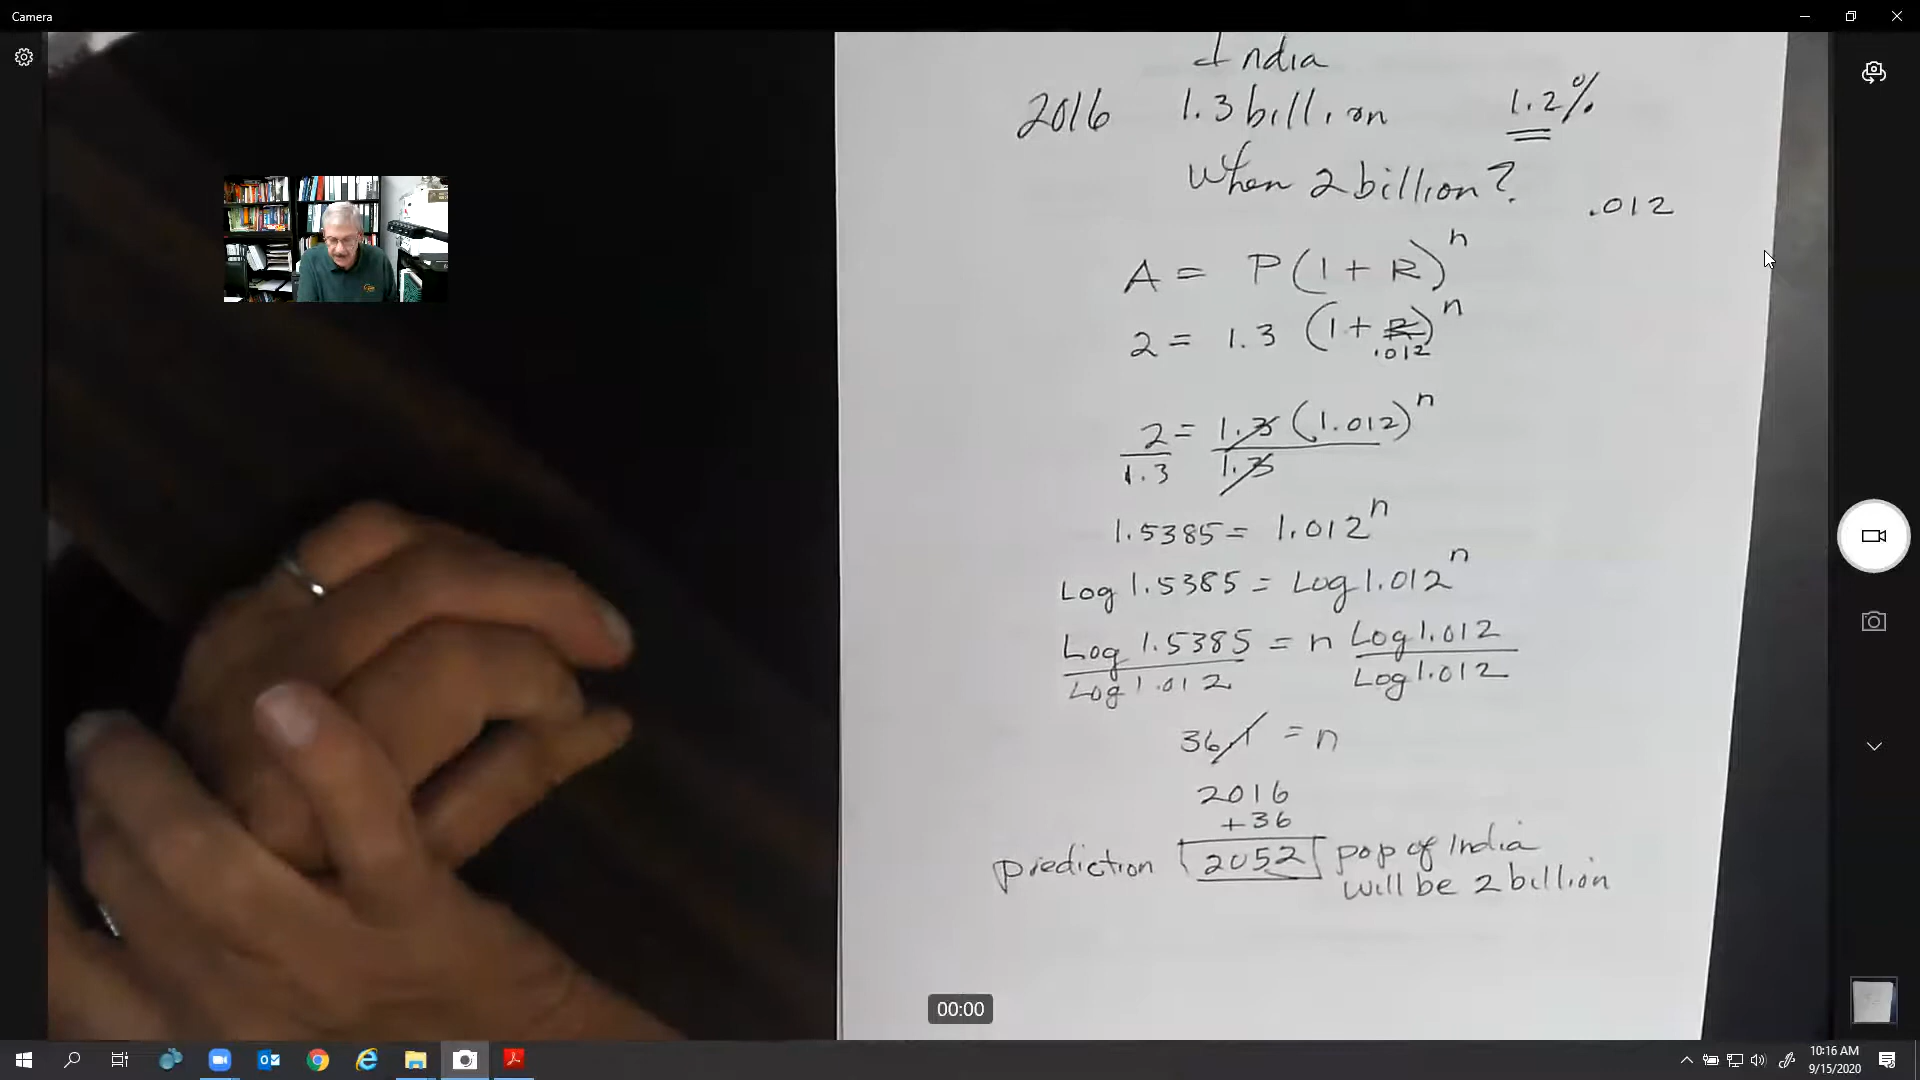 Camera
India
2016 1.3 billion 1.2%
When 2 billion?
.012
A = P(1 + R)^n
2 = 1.3 (1 + R)^n
.012
2 = 1.3 (1.012)^n
1.3 1.3
1.5385 = 1.012^n
Log 1.5385 = Log 1.012^n
Log 1.5385 = n Log 1.012
Log 1.012 Log 1.012
36.1 = n
2016
+36
prediction 2052 pop of India
will be 2 billion
00:00
10:16 AM
9/15/2020